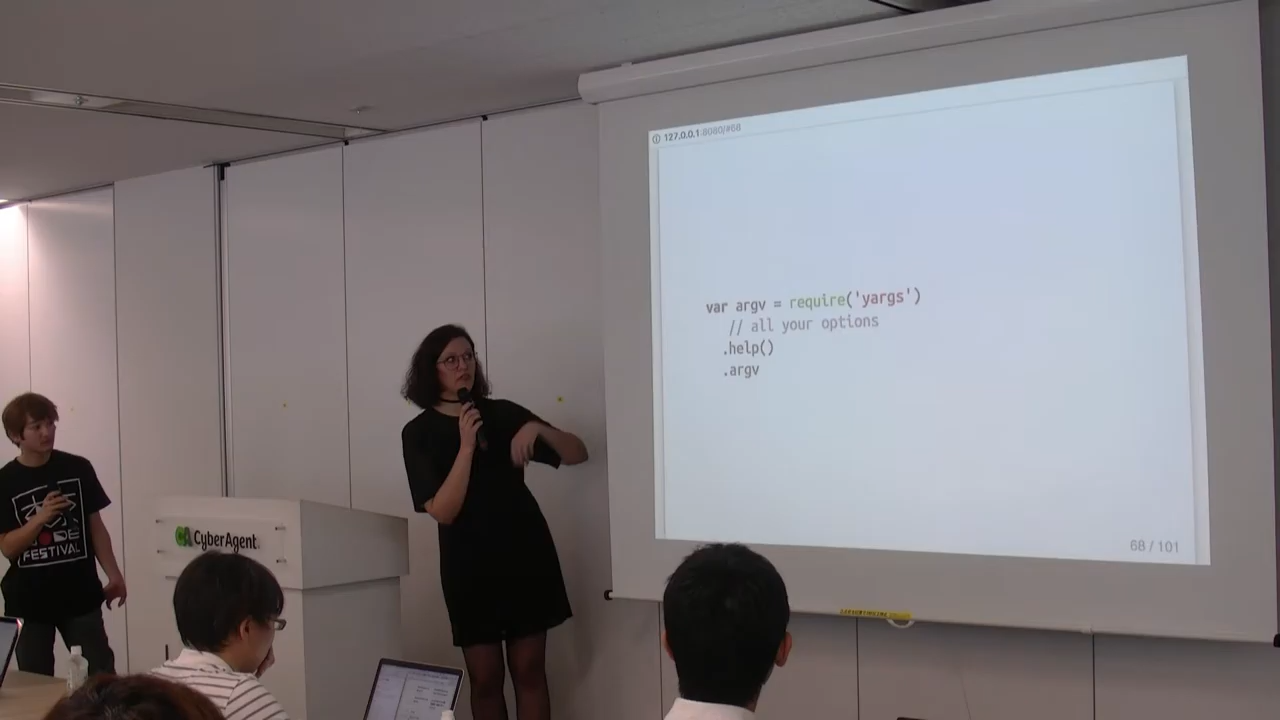 127.0.0.1:8080/#68
var argv = require('yargs')
// all your options
.help()
.argv
68 / 101
CyberAgent
FESTIVAL